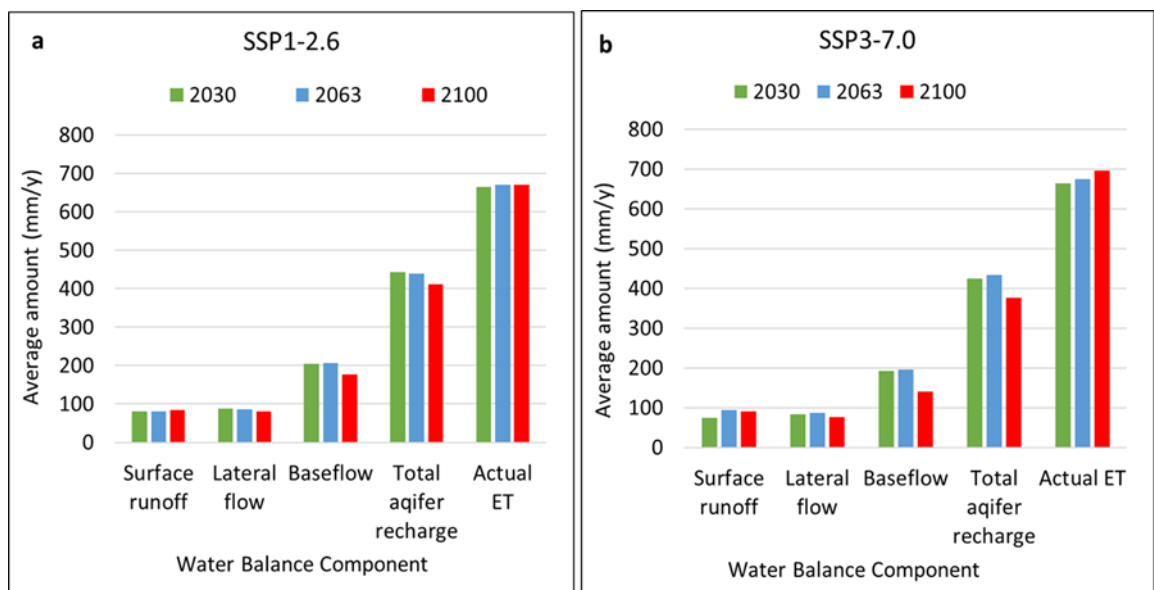 a
SSP1-2.6
2030 2063 2100
Average amount (mm/y)
800
700
600
500
400
300
200
100
0
Surface runoff
Lateral flow
Baseflow
Total aqifer recharge
Actual ET
Water Balance Component
b
SSP3-7.0
2030 2063 2100
Average amount (mm/y)
800
700
600
500
400
300
200
100
0
Surface runoff
Lateral flow
Baseflow
Total aqifer recharge
Actual ET
Water Balance Component